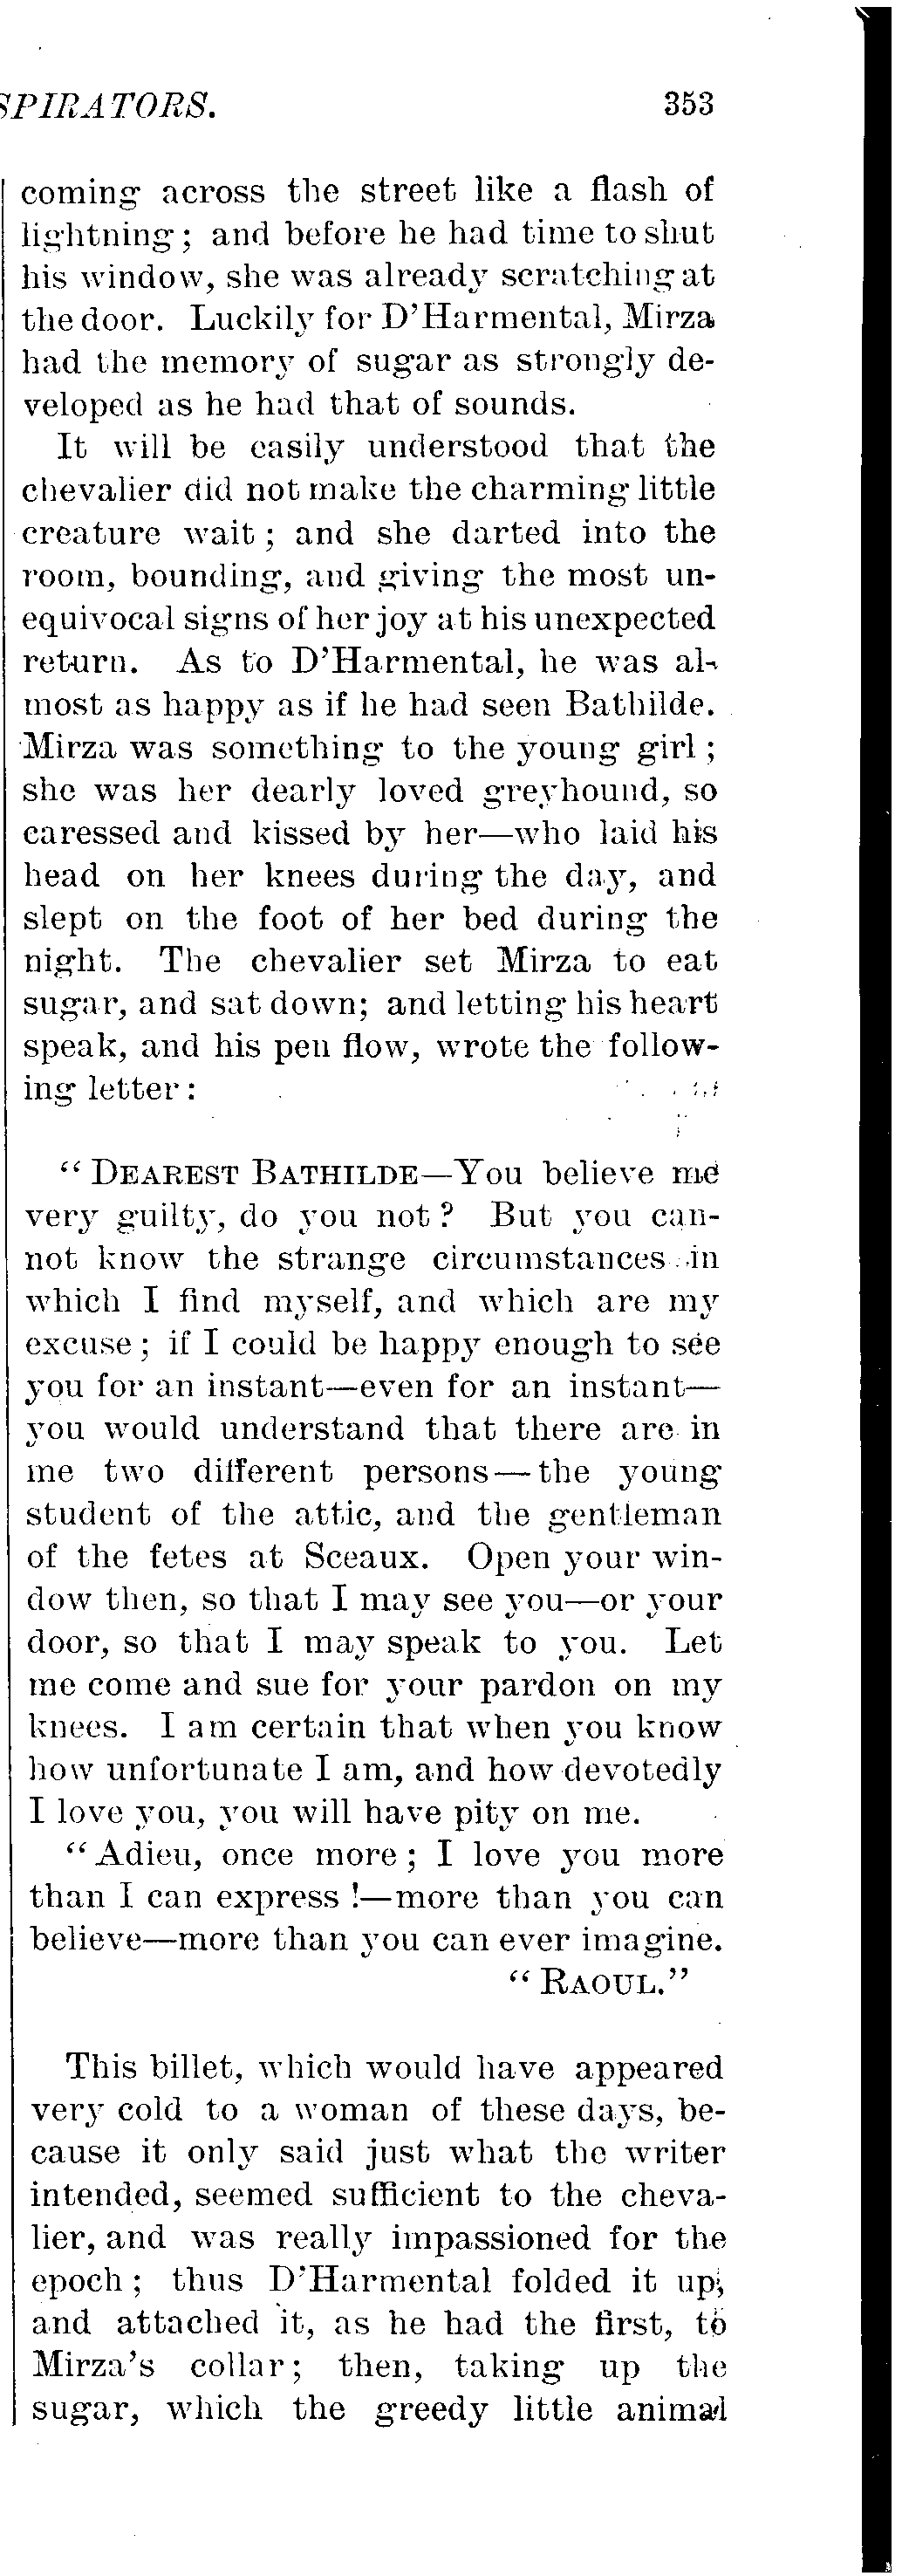 SPIRATORS. 353
coming across the street like a flash of
lightning; and before he had time to shut
his window, she was already scratching at
the door. Luckily for D'Harmental, Mirza
had the memory of sugar as strongly de-
veloped as he had that of sounds.
It will be easily understood that the
chevalier did not make the charming little
creature wait; and she darted into the
room, bounding, and giving the most un-
equivocal signs of her joy at his unexpected
return. As to D'Harmental, he was al-
most as happy as if he had seen Bathilde.
Mirza was something to the young girl;
she was her dearly loved greyhound, so
caressed and kissed by her—who laid his
head on her knees during the day, and
slept on the foot of her bed during the
night. The chevalier set Mirza to eat
sugar, and sat down; and letting his heart
speak, and his pen flow, wrote the follow-
ing letter:
"DEAREST BATHILDE—You believe me
very guilty, do you not? But you can-
not know the strange circumstances in
which I find myself, and which are my
excuse; if I could be happy enough to see
you for an instant—even for an instant—
you would understand that there are in
me two different persons—the young
student of the attic, and the gentleman
of the fetes at Sceaux. Open your win-
dow then, so that I may see you—or your
door, so that I may speak to you. Let
me come and sue for your pardon on my
knees. I am certain that when you know
how unfortunate I am, and how devotedly
I love you, you will have pity on me.
"Adieu, once more; I love you more
than I can express!—more than you can
believe—more than you can ever imagine.
"RAOUL."
This billet, which would have appeared
very cold to a woman of these days, be-
cause it only said just what the writer
intended, seemed sufficient to the cheva-
lier, and was really impassioned for the
epoch; thus D'Harmental folded it up,
and attached it, as he had the first, to
Mirza's collar; then, taking up the
sugar, which the greedy little animal